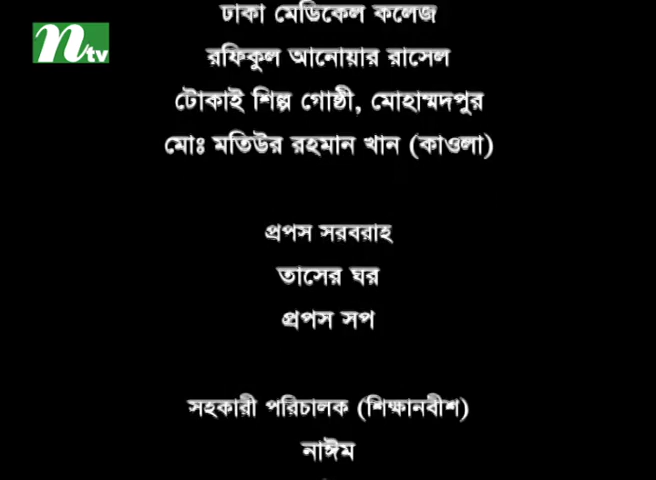 ntv
ঢাকা মেডিকেল কলেজ
রফিকুল আনোয়ার রাসেল
টোকাই শিল্প গোষ্ঠী, মোহাম্মদপুর
মোঃ মতিউর রহমান খান (কাওলা)
প্রপস সরবরাহ
তাসের ঘর
প্রপস সপ
সহকারী পরিচালক (শিক্ষানবীশ)
নাঈম